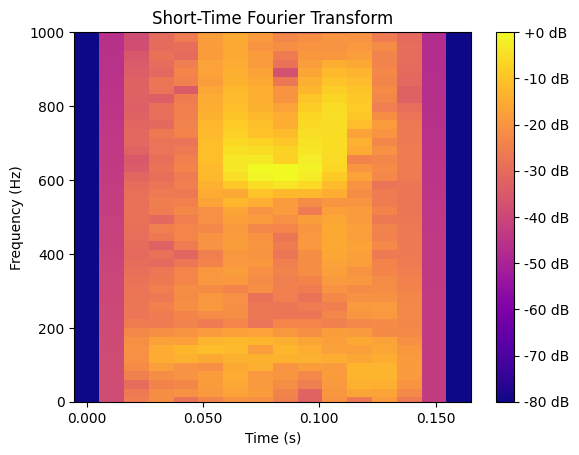 Short-Time Fourier Transform
Frequency (Hz)
1000
800
600
400
200
0
0.000
0.050
0.100
0.150
Time (s)
+0 dB
-10 dB
-20 dB
-30 dB
-40 dB
-50 dB
-60 dB
-70 dB
-80 dB